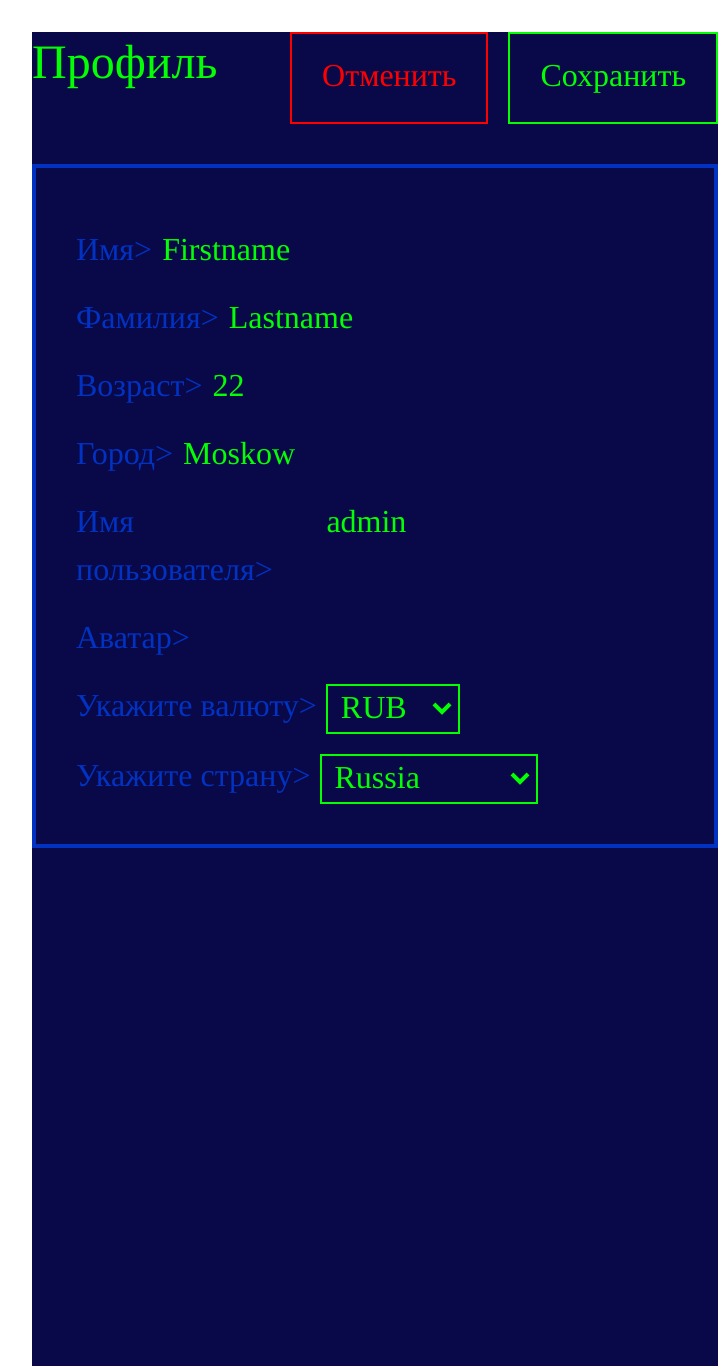 Профиль Отменить Сохранить
Имя> Firstname
Фамилия> Lastname
Возраст> 22
Город> Moskow
Имя admin
пользователя>
Аватар>
Укажите валюту> RUB
Укажите страну> Russia